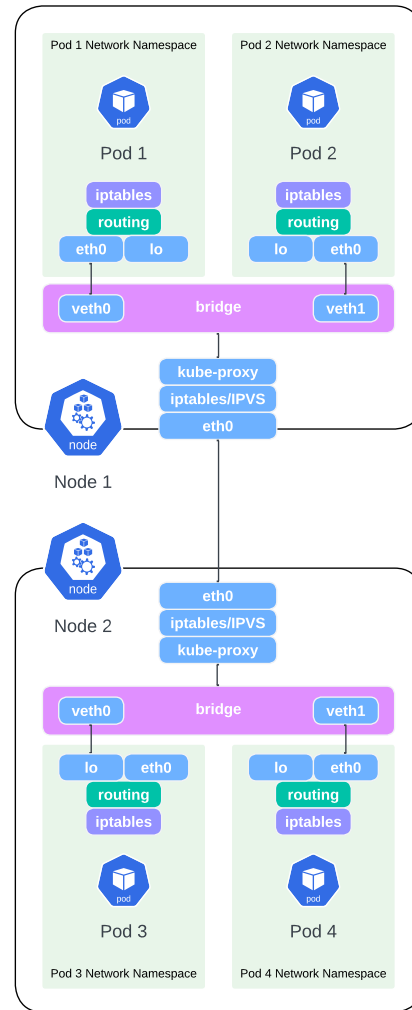 Pod 1 Network Namespace
Pod 2 Network Namespace
pod
pod
Pod 1
Pod 2
iptables
iptables
routing
routing
eth0
lo
lo
eth0
veth0
bridge
veth1
kube-proxy
iptables/IPVS
eth0
node
Node 1
node
Node 2
eth0
iptables/IPVS
kube-proxy
veth0
bridge
veth1
lo
eth0
lo
eth0
routing
routing
iptables
iptables
pod
pod
Pod 3
Pod 4
Pod 3 Network Namespace
Pod 4 Network Namespace